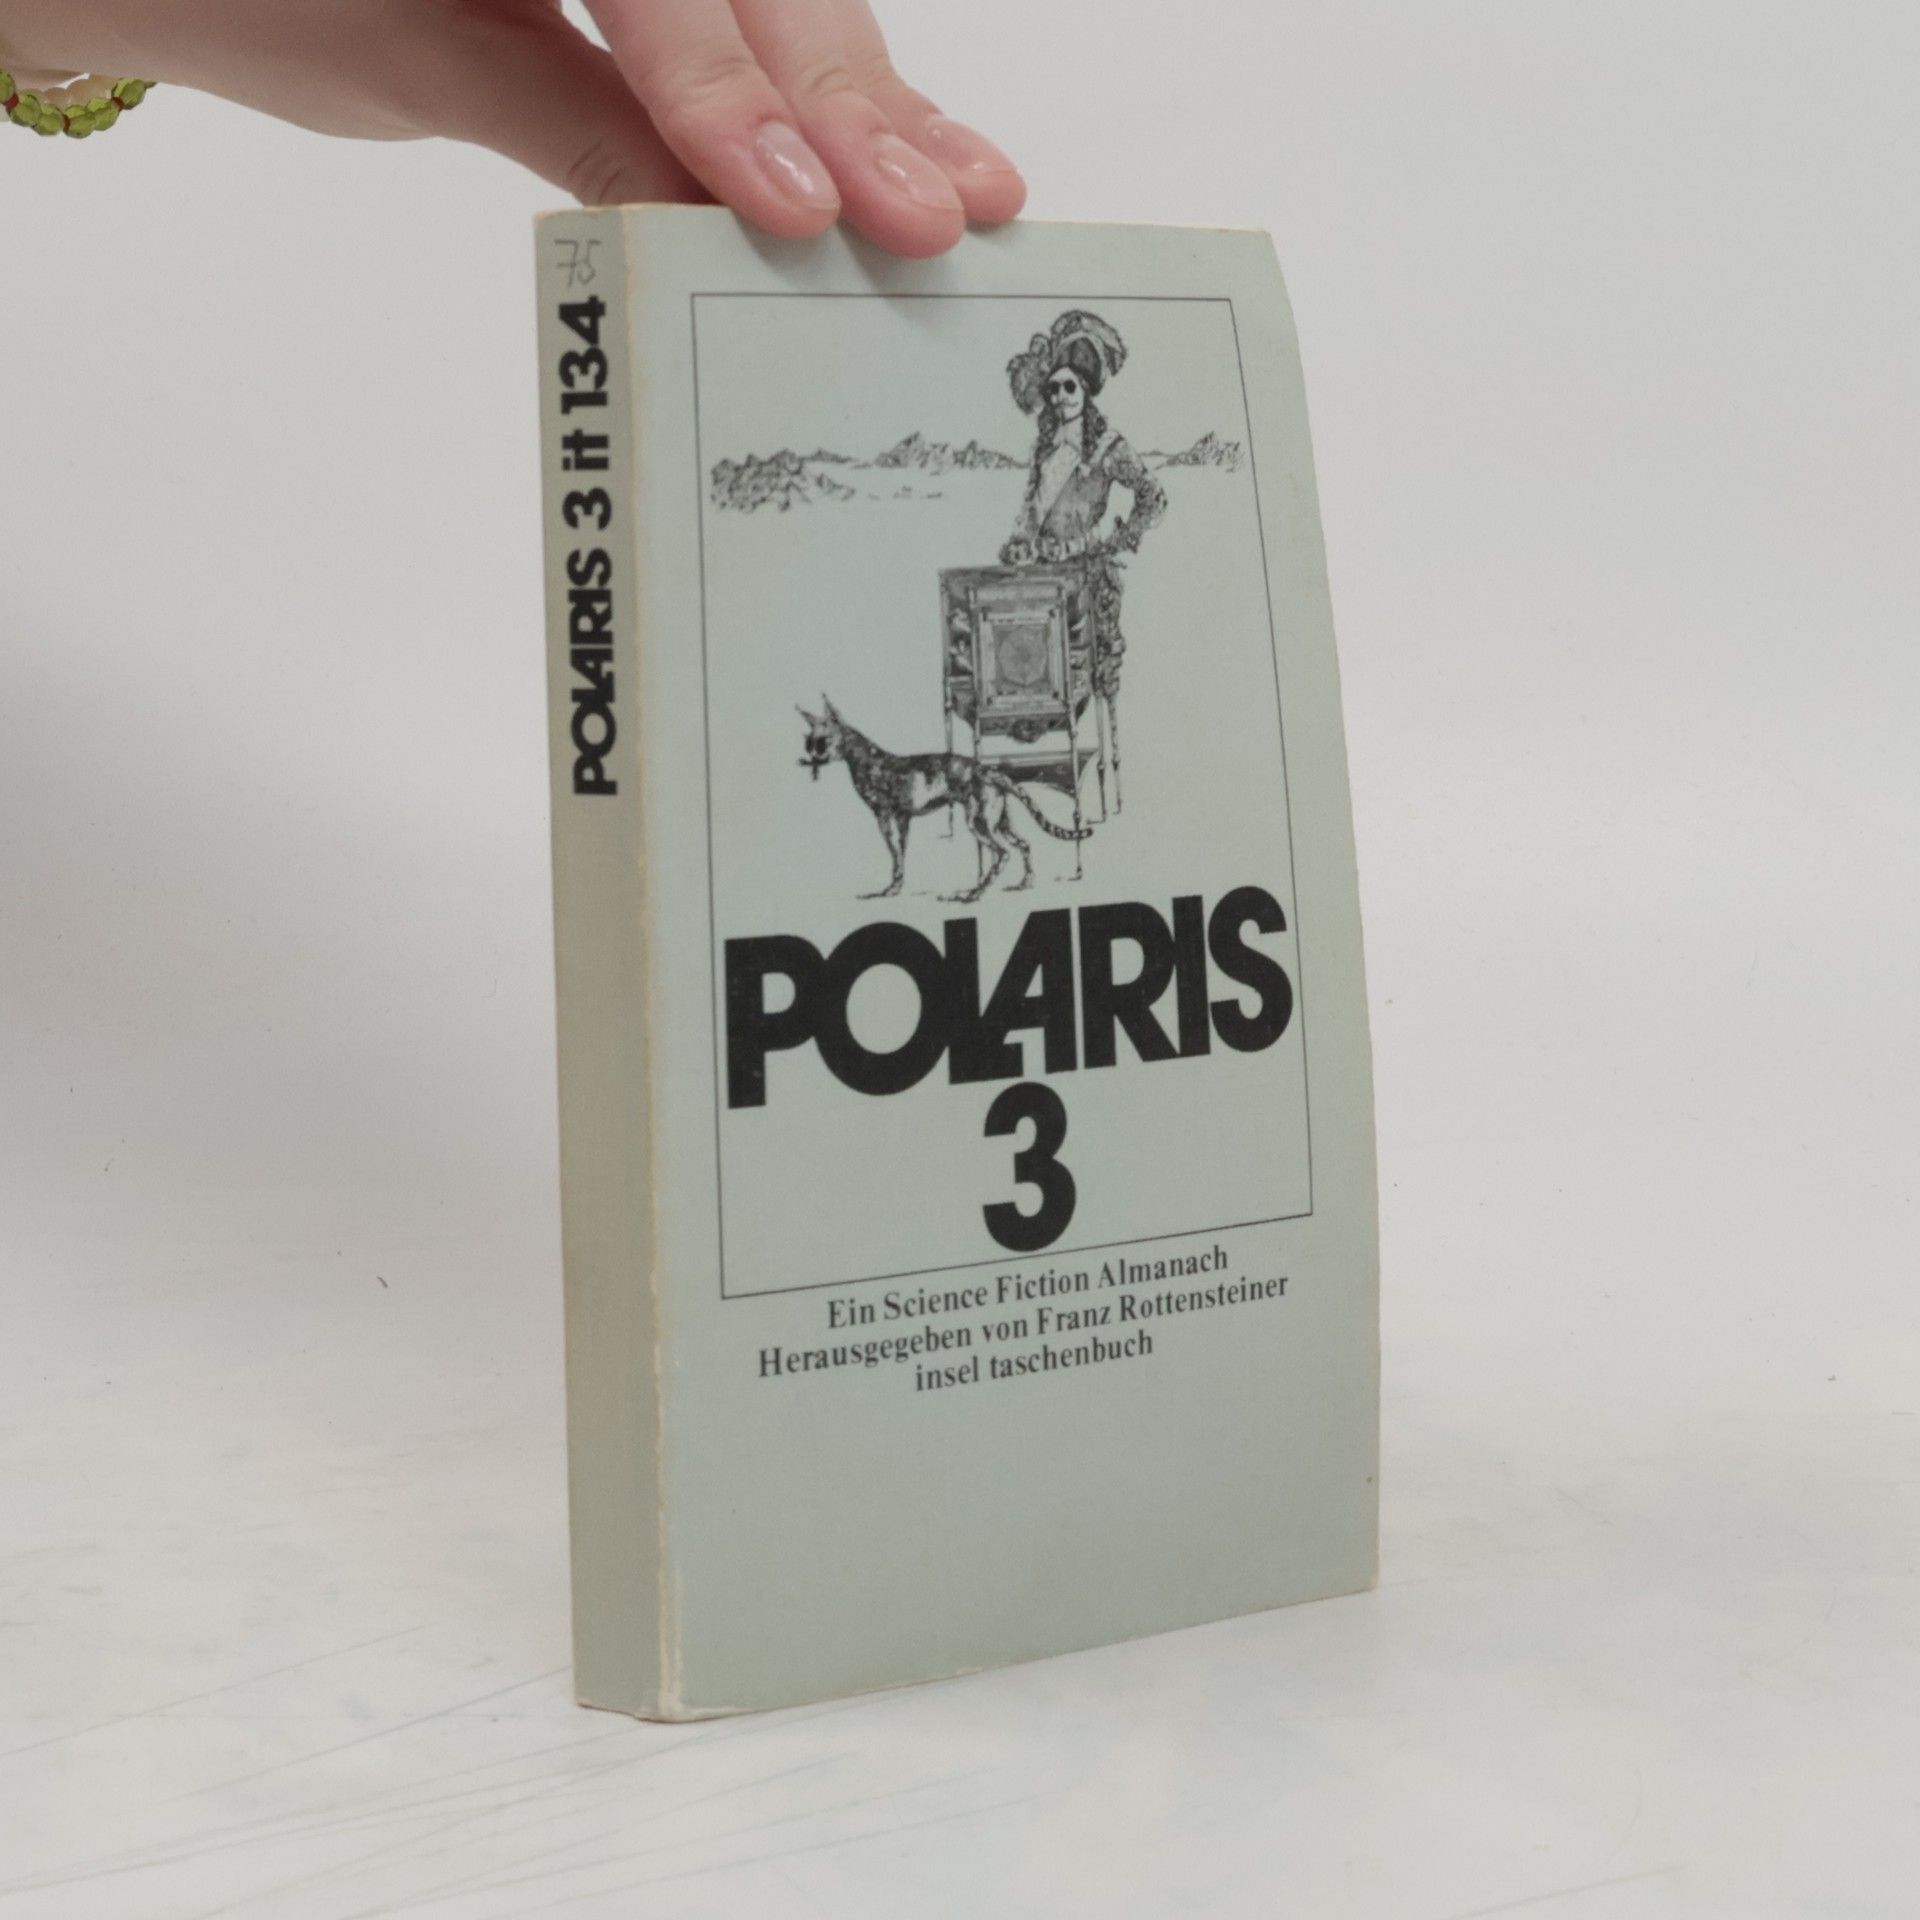 75
POLARIS 3 it 134
POLARIS
3
Ein Science Fiction Almanach
Herausgegeben von Franz Rottensteiner
insel taschenbuch